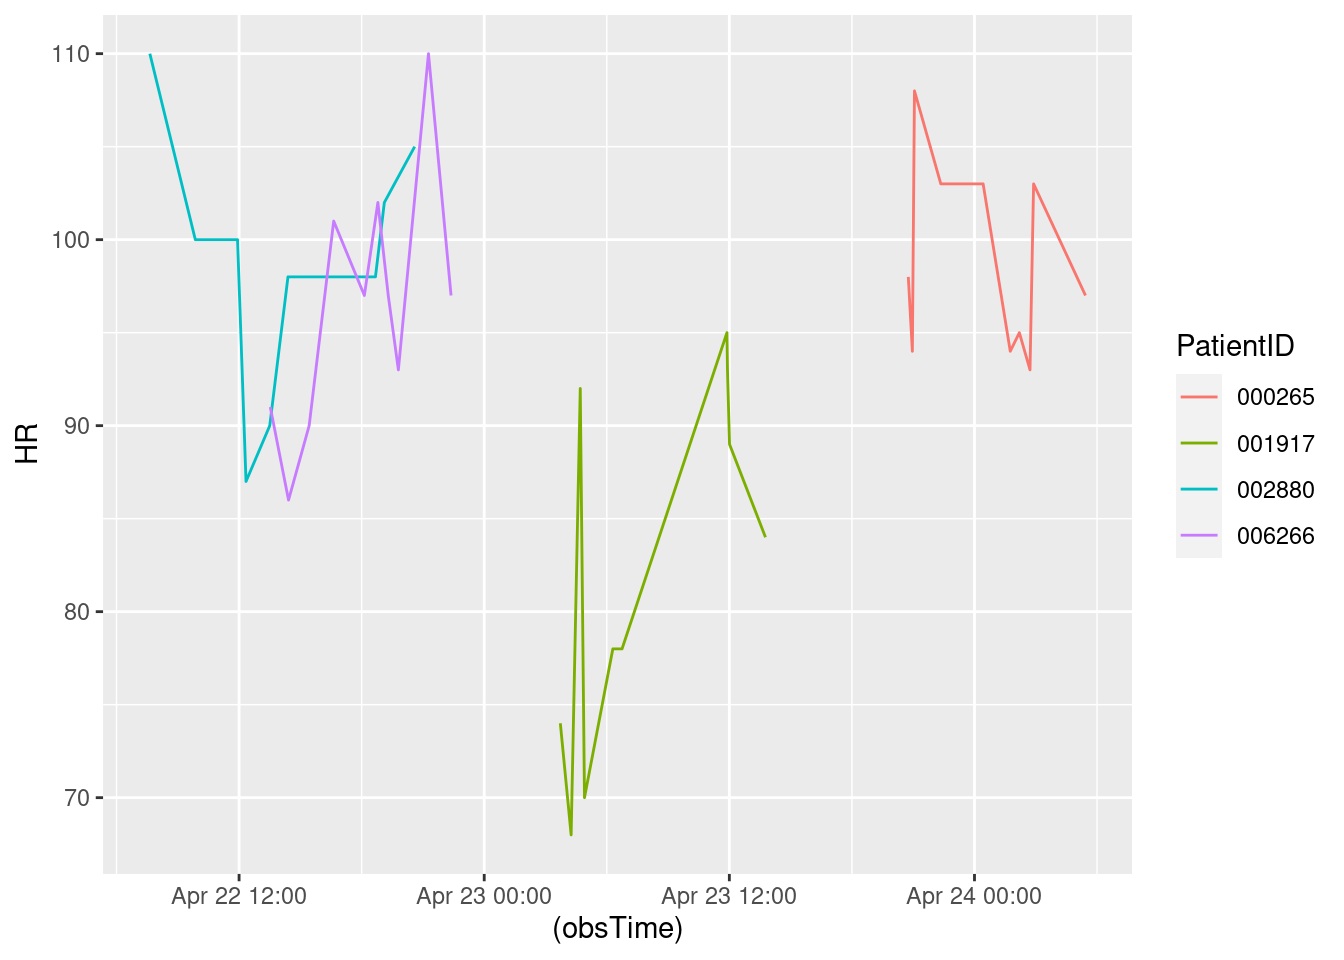 110
100
90
80
70
HR
Apr 22 12:00
Apr 23 00:00
Apr 23 12:00
Apr 24 00:00
(obsTime)
PatientID
000265
001917
002880
006266